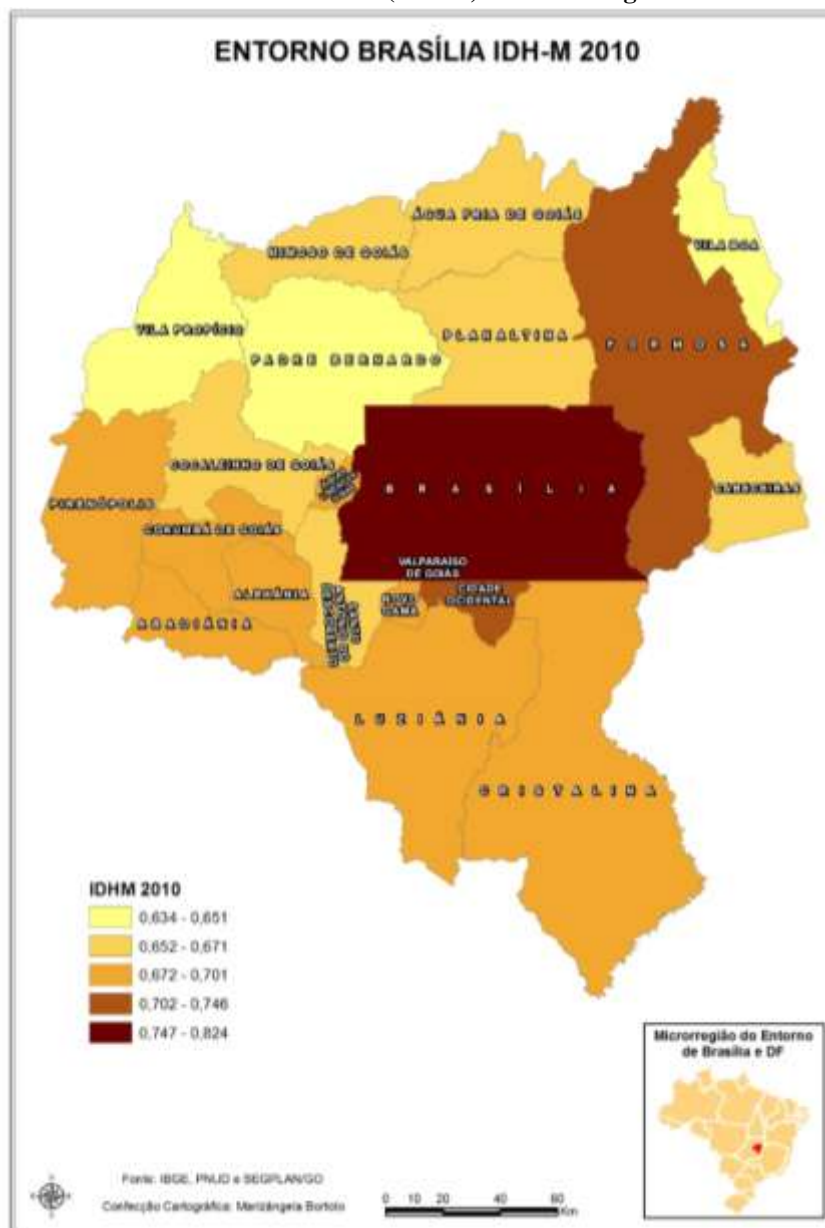 ENTORNO BRASÍLIA IDH-M 2010
ÁGUA FRIA DE GOIÁS
VILA BOA
MIMOSO DE GOIÁS
VILA PROPÍCIO
PLANALTINA
FORMOSA
PADRE BERNARDO
COCALZINHO DE GOIÁS
BRASÍLIA
CABECEIRAS
PIRENÓPOLIS
CORUMBÁ DE GOIÁS
VALPARAÍSO
DE GOIÁS
ALEXÂNIA
NOVO
GAMA
CIDADE
OCIDENTAL
ABADIÂNIA
LUZIÂNIA
CRISTALINA
IDHM 2010
0,634 - 0,651
0,652 - 0,671
0,672 - 0,701
0,702 - 0,746
0,747 - 0,824
Microrregião do Entorno
de Brasília e DF
Fonte: IBGE, PNUD e SEGPLAN/GO
Confecção Cartográfica: Marizângela Bortolo
0 10 20 40 60
Km